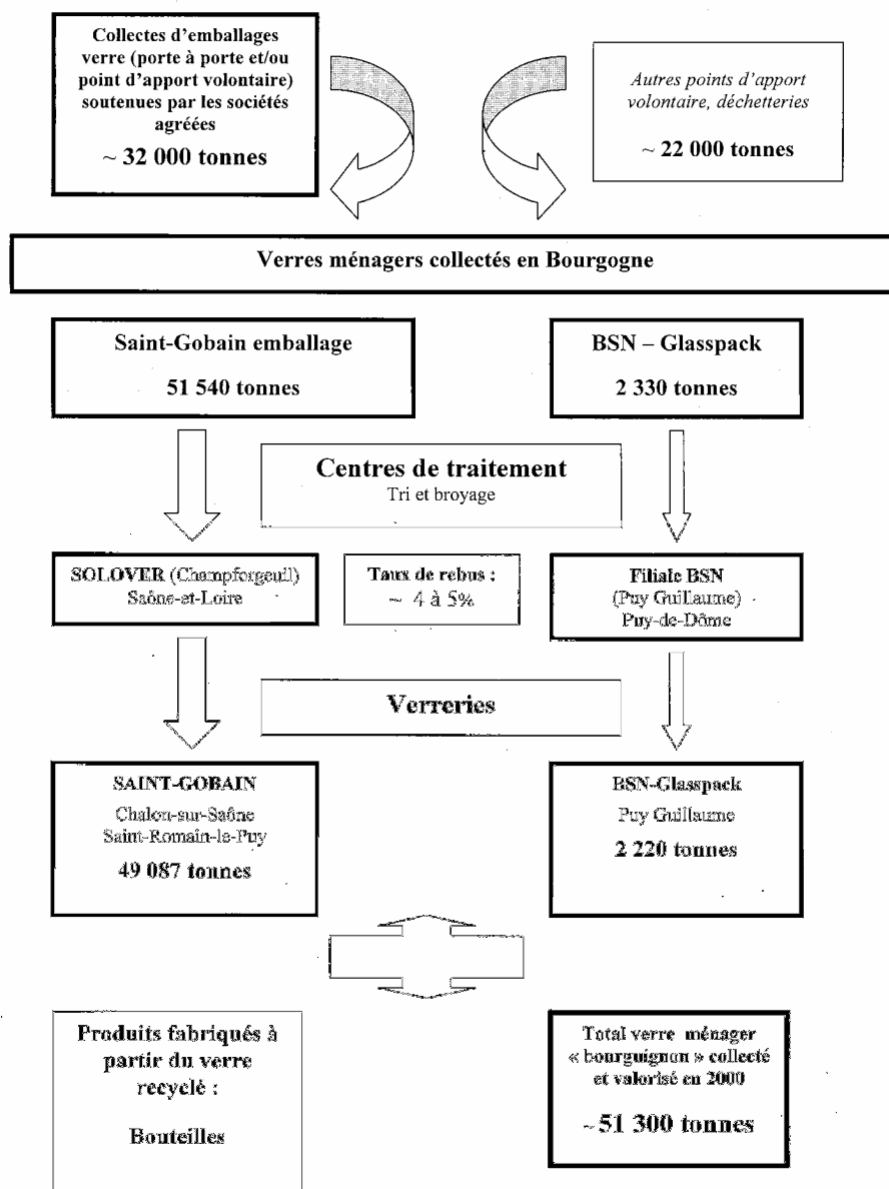 Collectes d'emballages
verre (porte à porte et/ou
point d'apport volontaire)
soutenues par les sociétés
agréées
~ 32 000 tonnes
Autres points d'apport
volontaire, déchetteries
~ 22 000 tonnes
Verres ménagers collectés en Bourgogne
Saint-Gobain emballage
51 540 tonnes
BSN – Glasspack
2 330 tonnes
Centres de traitement
Tri et broyage
SOLOVER (Champforgeuil)
Saône-et-Loire
Taux de rebus :
~ 4 à 5%
Filiale BSN
(Puy Guillaume)
Puy-de-Dôme
Verreries
SAINT-GOBAIN
Chalon-sur-Saône
Saint-Romain-le-Puy
49 087 tonnes
BSN-Glasspack
Puy Guillaume
2 220 tonnes
Produits fabriqués à
partir du verre
recyclé :
Bouteilles
Total verre ménager
« bourguignon » collecté
et valorisé en 2000
~ 51 300 tonnes